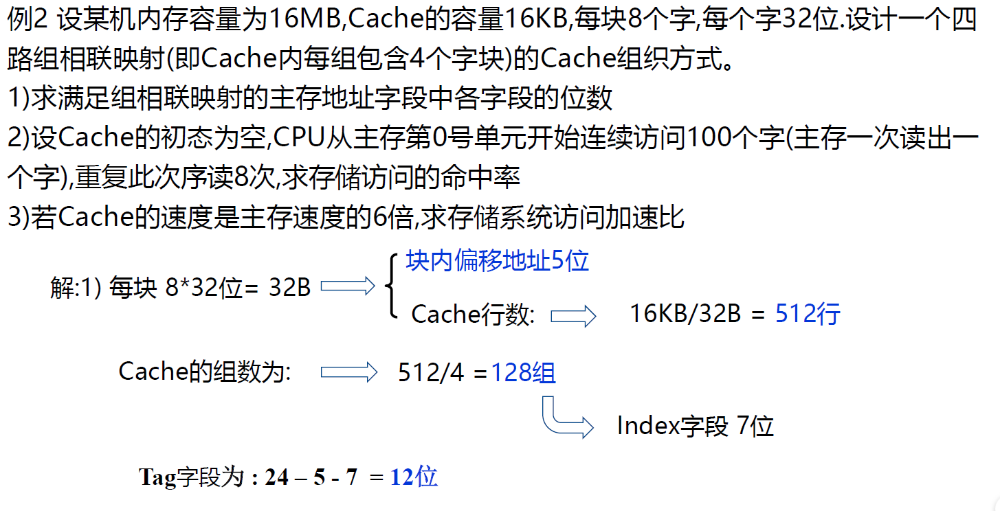 例2 设某机内存容量为16MB,Cache的容量16KB,每块8个字,每个字32位.设计一个四
路组相联映射(即Cache内每组包含4个字块)的Cache组织方式。
1)求满足组相联映射的主存地址字段中各字段的位数
2)设Cache的初态为空,CPU从主存第0号单元开始连续访问100个字(主存一次读出一
个字),重复此次序读8次,求存储访问的命中率
3)若Cache的速度是主存速度的6倍,求存储系统访问加速比
块内偏移地址5位
解:1) 每块 8*32位= 32B
Cache行数: 16KB/32B = 512行
Cache的组数为: 512/4 =128组
Index字段 7位
Tag字段为 : 24 – 5 - 7 = 12位